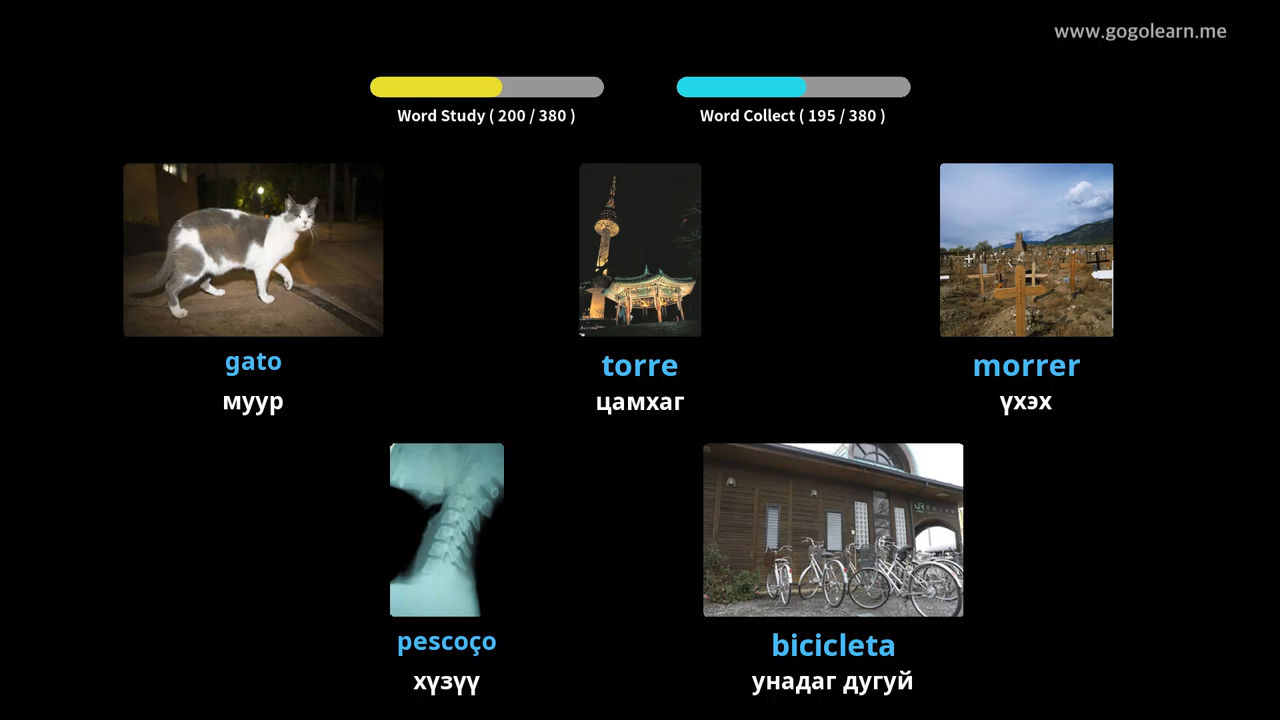 www.gogolearn.me
Word Study ( 200 / 380 )
Word Collect ( 195 / 380 )
gato
муур
torre
цамхаг
morrer
үхэх
pescoço
хүзүү
bicicleta
унадаг дугуй